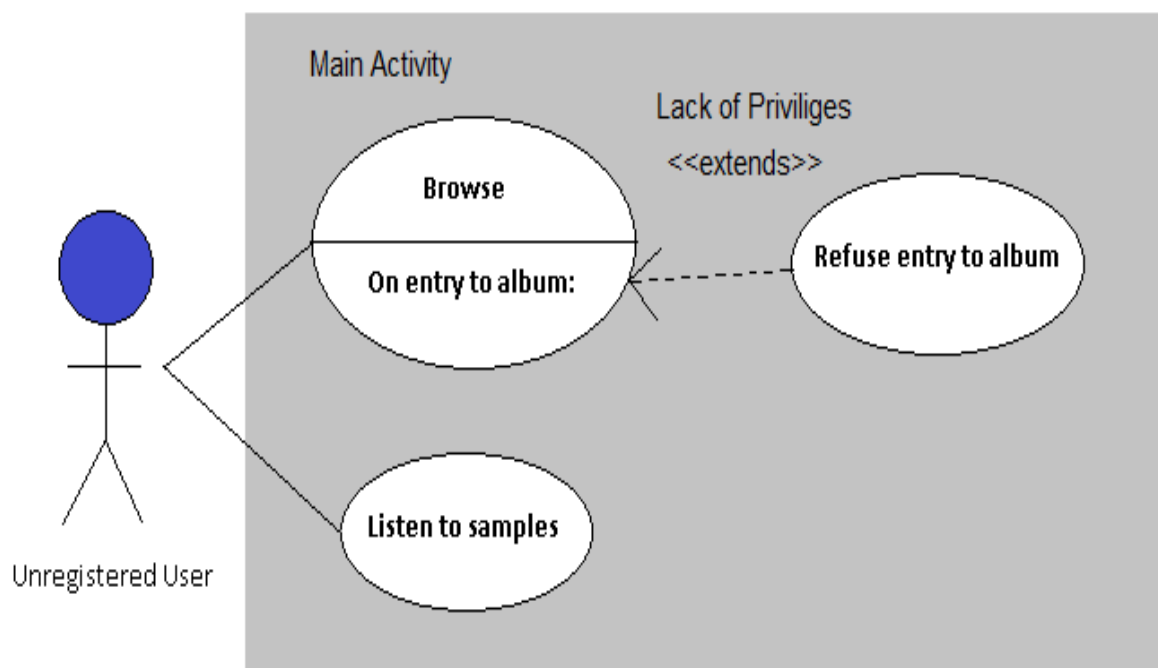 Main Activity
Lack of Priviliges
<<extends>>
Browse
On entry to album:
Refuse entry to album
Listen to samples
Unregistered User